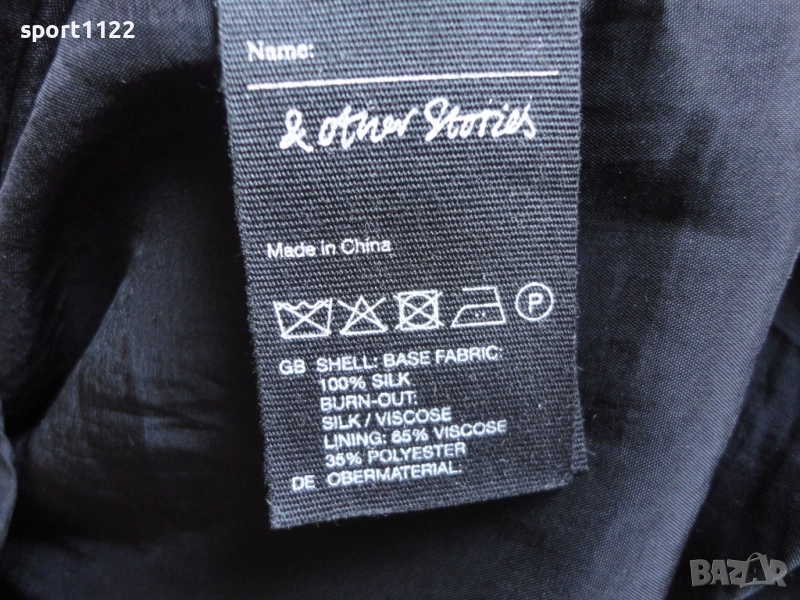 sport1122
Name:
& other Stories
Made in China
P
GB SHELL: BASE FABRIC:
100% SILK
BURN-OUT:
SILK / VISCOSE
LINING: 65% VISCOSE
35% POLYESTER
DE OBERMATERIAL:
BAZAR